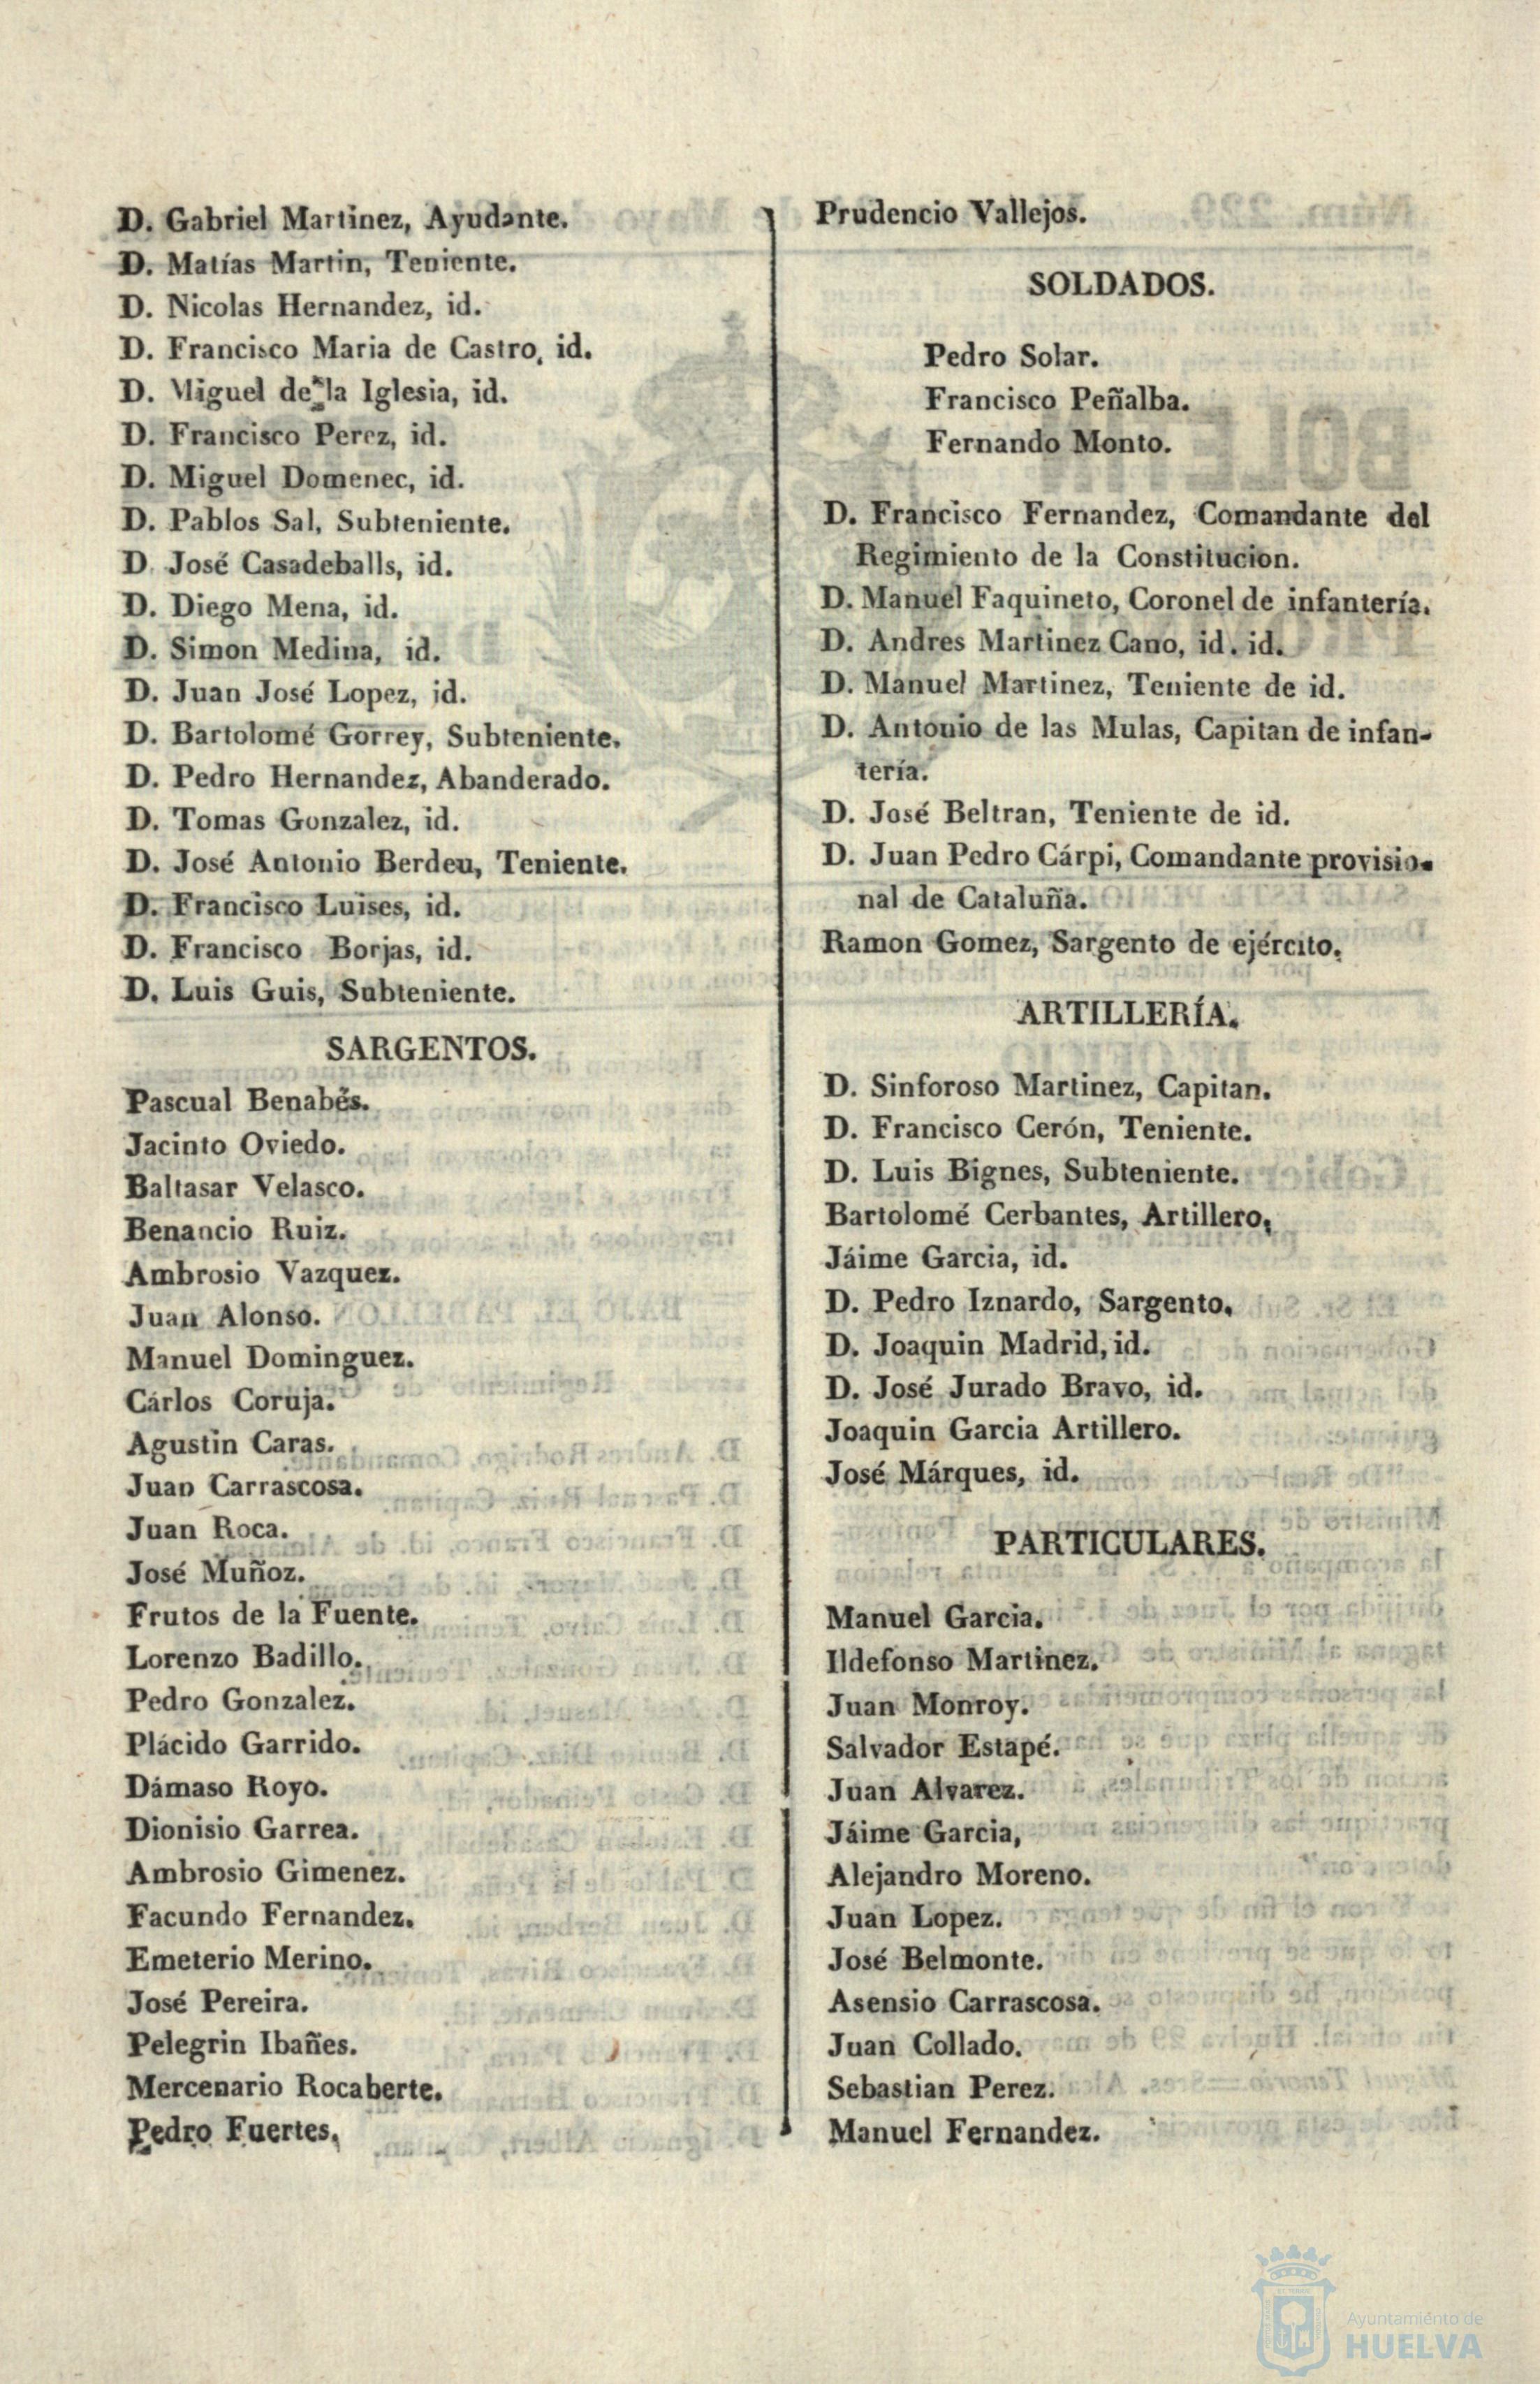 D. Gabriel Martinez, Ayudante.
D. Matías Martin, Teniente.
D. Nicolas Hernandez, id.
D. Francisco Maria de Castro, id.
D. Miguel de la Iglesia, id.
D. Francisco Perez, id.
D. Miguel Domenec, id.
D. Pablos Sal, Subteniente.
D. José Casadeballs, id.
D. Diego Mena, id.
D. Simon Medina, id.
D. Juan José Lopez, id.
D. Bartolomé Gorrey, Subteniente.
D. Pedro Hernandez, Abanderado.
D. Tomas Gonzalez, id.
D. José Antonio Berdeu, Teniente.
D. Francisco Luises, id.
D. Francisco Borjas, id.
D. Luis Guis, Subteniente.
SARGENTOS.
Pascual Benabés.
Jacinto Oviedo.
Baltasar Velasco.
Benancio Ruiz.
Ambrosio Vazquez.
Juan Alonso.
Manuel Dominguez.
Cárlos Coruja.
Agustin Caras.
Juan Carrascosa.
Juan Roca.
José Muñoz.
Frutos de la Fuente.
Lorenzo Badillo.
Pedro Gonzalez.
Plácido Garrido.
Dámaso Royo.
Dionisio Garrea.
Ambrosio Gimenez.
Facundo Fernandez.
Emeterio Merino.
José Pereira.
Pelegrin Ibañes.
Mercenario Rocaberte.
Pedro Fuertes.
Prudencio Vallejos.
SOLDADOS.
Pedro Solar.
Francisco Peñalba.
Fernando Monto.
D. Francisco Fernandez, Comandante del
Regimiento de la Constitucion.
D. Manuel Faquineto, Coronel de infantería.
D. Andres Martinez Cano, id. id.
D. Manuel Martinez, Teniente de id.
D. Antonio de las Mulas, Capitan de infan-
tería.
D. José Beltran, Teniente de id.
D. Juan Pedro Cárpi, Comandante provisio-
nal de Cataluña.
Ramon Gomez, Sargento de ejército.
ARTILLERÍA.
D. Sinforoso Martinez, Capitan.
D. Francisco Cerón, Teniente.
D. Luis Bignes, Subteniente.
Bartolomé Cerbantes, Artillero,
Jáime Garcia, id.
D. Pedro Iznardo, Sargento.
D. Joaquin Madrid, id.
D. José Jurado Bravo, id.
Joaquin Garcia Artillero.
José Márques, id.
PARTICULARES.
Manuel Garcia.
Ildefonso Martinez.
Juan Monroy.
Salvador Estapé.
Juan Alvarez.
Jáime Garcia,
Alejandro Moreno.
Juan Lopez.
José Belmonte.
Asensio Carrascosa.
Juan Collado.
Sebastian Perez.
Manuel Fernandez.
Ayuntamiento de
HUELVA